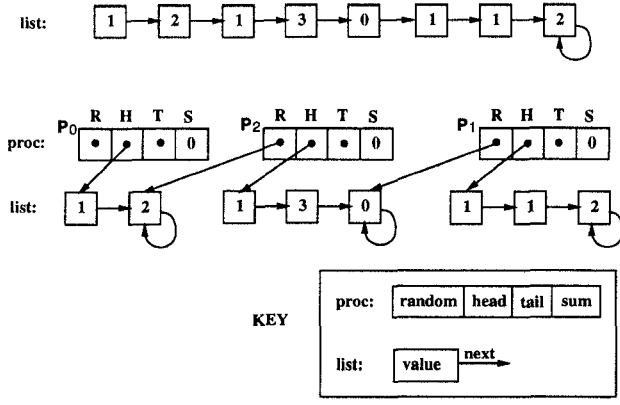 list: 1 2 1 3 0 1 1 2
R H T S R H T S R H T S
proc: P0 0 P2 0 P1 0
list: 1 2 1 3 0 1 1 2
KEY
proc: random head tail sum
list: value next